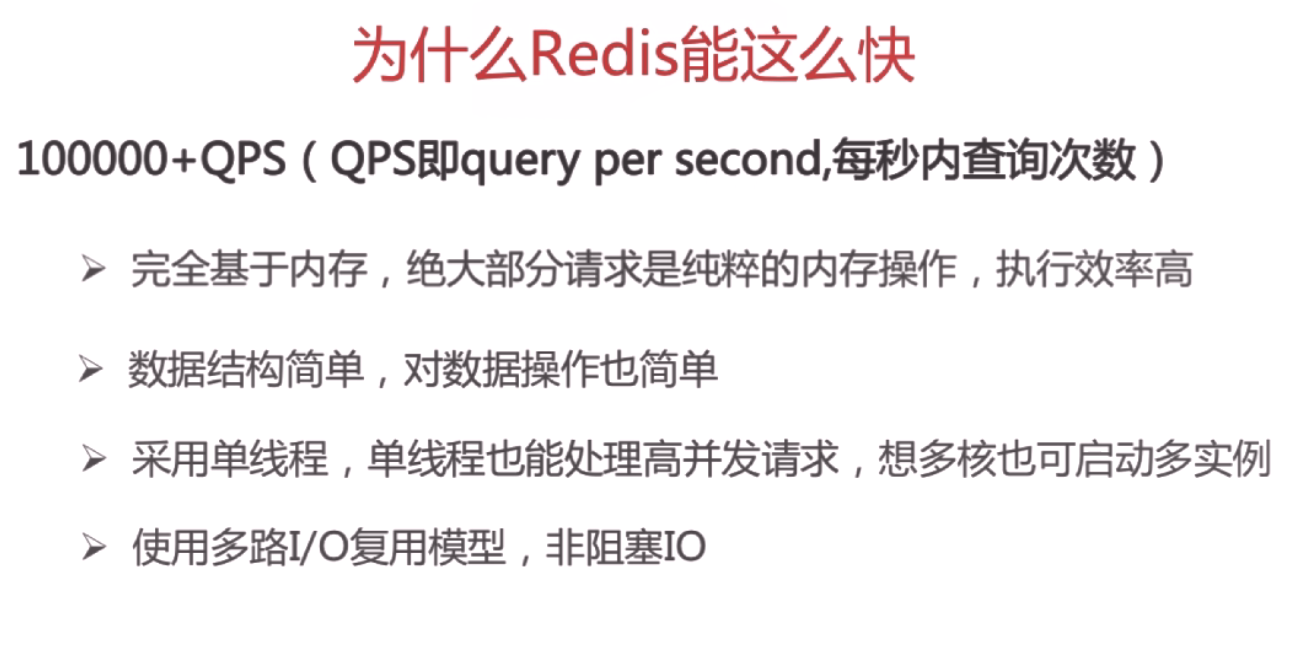 为什么Redis能这么快
100000+QPS（QPS即query per second,每秒内查询次数）
➢ 完全基于内存，绝大部分请求是纯粹的内存操作，执行效率高
➢ 数据结构简单，对数据操作也简单
➢ 采用单线程，单线程也能处理高并发请求，想多核也可启动多实例
➢ 使用多路I/O复用模型，非阻塞IO